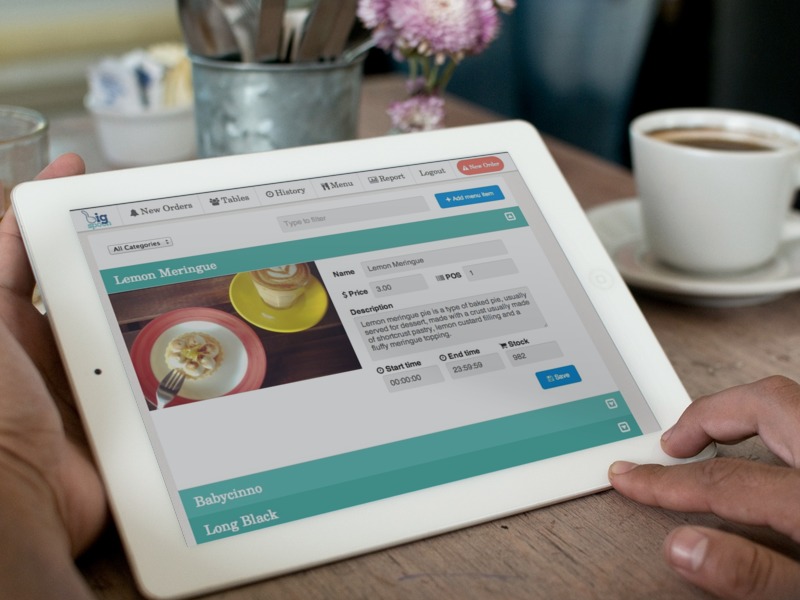 big spoon
New Orders
Tables
History
Menu
Report
Logout
New Order
All Categories
Type to filter
+ Add menu item
Lemon Meringue
Name
Lemon Meringue
$ Price
3.00
POS
1
Description
Lemon meringue pie is a type of baked pie, usually
served for dessert, made with a crust usually made
of shortcrust pastry, lemon custard filling and a
fluffy meringue topping.
Start time
End time
Stock
00:00:00
23:59:59
982
Save
Babycinno
Long Black